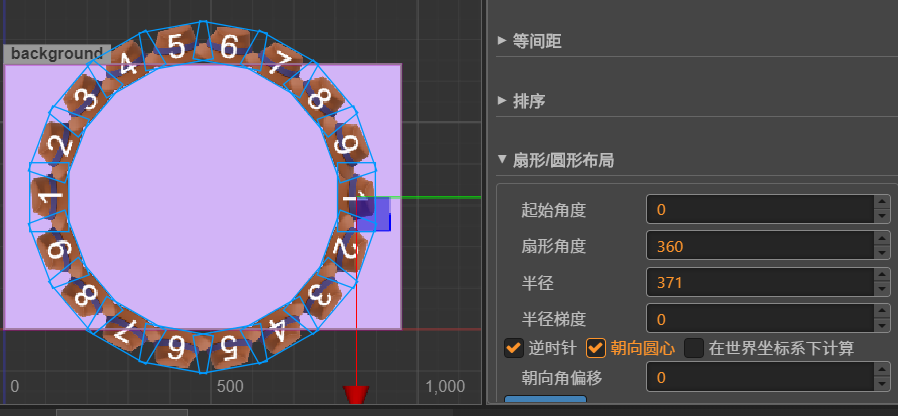 background
1
2
3
4
5
6
7
8
9
1
2
3
4
5
6
7
8
9
0
500
1,000
等间距
排序
扇形/圆形布局
起始角度 0
扇形角度 360
半径 371
半径梯度 0
逆时针 朝向圆心 在世界坐标系下计算
朝向角偏移 0